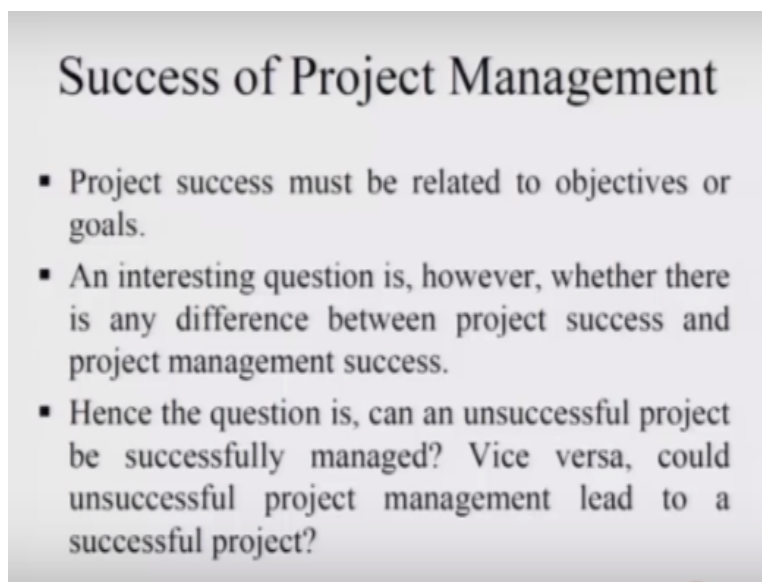 Success of Project Management
▪ Project success must be related to objectives or
goals.
▪ An interesting question is, however, whether there
is any difference between project success and
project management success.
▪ Hence the question is, can an unsuccessful project
be successfully managed? Vice versa, could
unsuccessful project management lead to a
successful project?